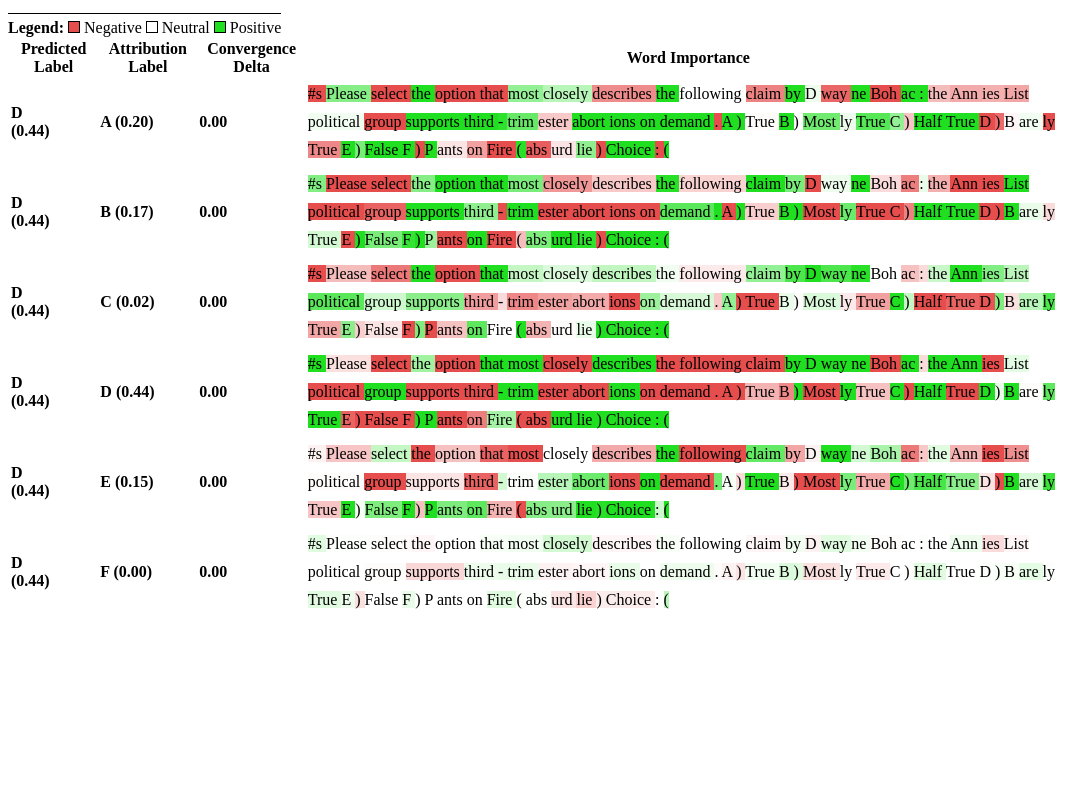 Legend: Negative Neutral Positive
Predicted Label Attribution Label Convergence Delta Word Importance
D (0.44) A (0.20) 0.00
#s Please select the option that most closely describes the following claim by D way ne Boh ac : the Ann ies List
political group supports third - trim ester abort ions on demand . A ) True B ) Most ly True C ) Half True D ) B are ly
True E ) False F ) P ants on Fire ( abs urd lie ) Choice : (
D (0.44) B (0.17) 0.00
#s Please select the option that most closely describes the following claim by D way ne Boh ac : the Ann ies List
political group supports third - trim ester abort ions on demand . A ) True B ) Most ly True C ) Half True D ) B are ly
True E ) False F ) P ants on Fire ( abs urd lie ) Choice : (
D (0.44) C (0.02) 0.00
#s Please select the option that most closely describes the following claim by D way ne Boh ac : the Ann ies List
political group supports third - trim ester abort ions on demand . A ) True B ) Most ly True C ) Half True D ) B are ly
True E ) False F ) P ants on Fire ( abs urd lie ) Choice : (
D (0.44) D (0.44) 0.00
#s Please select the option that most closely describes the following claim by D way ne Boh ac : the Ann ies List
political group supports third - trim ester abort ions on demand . A ) True B ) Most ly True C ) Half True D ) B are ly
True E ) False F ) P ants on Fire ( abs urd lie ) Choice : (
D (0.44) E (0.15) 0.00
#s Please select the option that most closely describes the following claim by D way ne Boh ac : the Ann ies List
political group supports third - trim ester abort ions on demand . A ) True B ) Most ly True C ) Half True D ) B are ly
True E ) False F ) P ants on Fire ( abs urd lie ) Choice : (
D (0.44) F (0.00) 0.00
#s Please select the option that most closely describes the following claim by D way ne Boh ac : the Ann ies List
political group supports third - trim ester abort ions on demand . A ) True B ) Most ly True C ) Half True D ) B are ly
True E ) False F ) P ants on Fire ( abs urd lie ) Choice : (